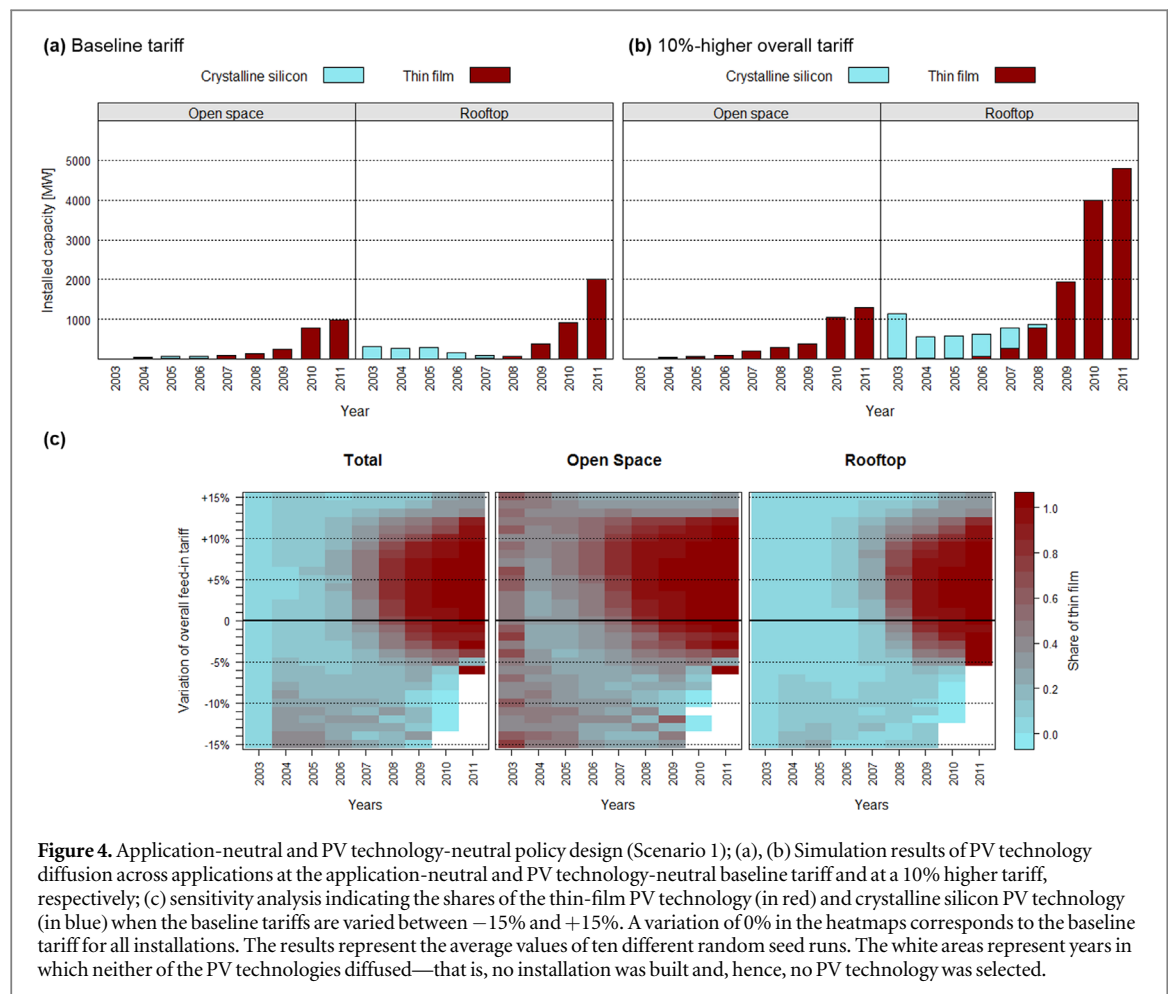 (a) Baseline tariff
Crystalline silicon Thin film
Open space Rooftop
Installed capacity [MW]
5000
4000
3000
2000
1000
2003 2004 2005 2006 2007 2008 2009 2010 2011 2003 2004 2005 2006 2007 2008 2009 2010 2011
Year
(b) 10%-higher overall tariff
Crystalline silicon Thin film
Open space Rooftop
2003 2004 2005 2006 2007 2008 2009 2010 2011 2003 2004 2005 2006 2007 2008 2009 2010 2011
Year
(c)
Total Open Space Rooftop
Variation of overall feed-in tariff
+15%
+10%
+5%
0
-5%
-10%
-15%
2003 2004 2005 2006 2007 2008 2009 2010 2011 2003 2004 2005 2006 2007 2008 2009 2010 2011 2003 2004 2005 2006 2007 2008 2009 2010 2011
Years Years Years
1.0
0.8
0.6
0.4
0.2
0.0
Share of thin film
Figure 4. Application-neutral and PV technology-neutral policy design (Scenario 1); (a), (b) Simulation results of PV technology
diffusion across applications at the application-neutral and PV technology-neutral baseline tariff and at a 10% higher tariff,
respectively; (c) sensitivity analysis indicating the shares of the thin-film PV technology (in red) and crystalline silicon PV technology
(in blue) when the baseline tariffs are varied between −15% and +15%. A variation of 0% in the heatmaps corresponds to the baseline
tariff for all installations. The results represent the average values of ten different random seed runs. The white areas represent years in
which neither of the PV technologies diffused—that is, no installation was built and, hence, no PV technology was selected.